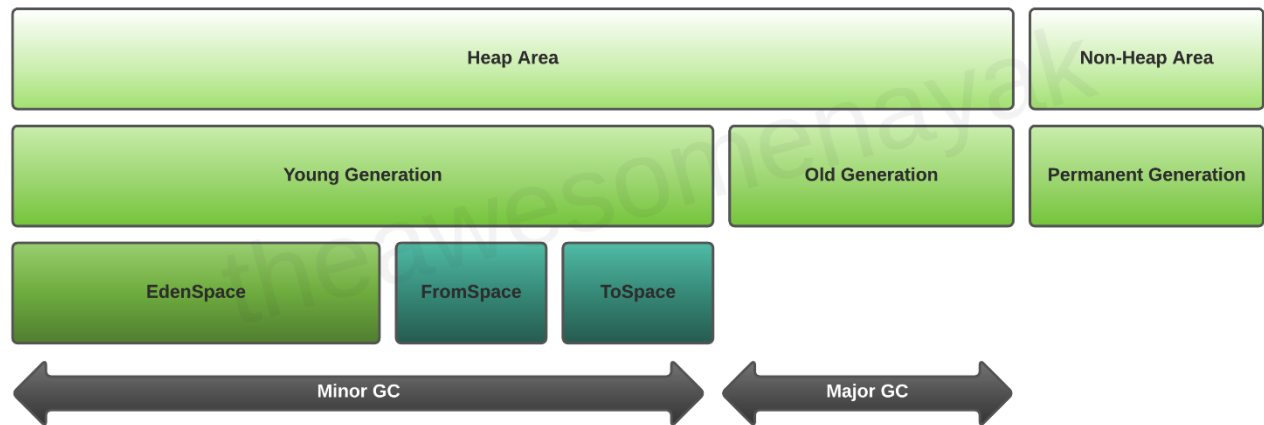 Heap Area
Non-Heap Area
Young Generation
Old Generation
Permanent Generation
EdenSpace
FromSpace
ToSpace
Minor GC
Major GC
theawesomenayak